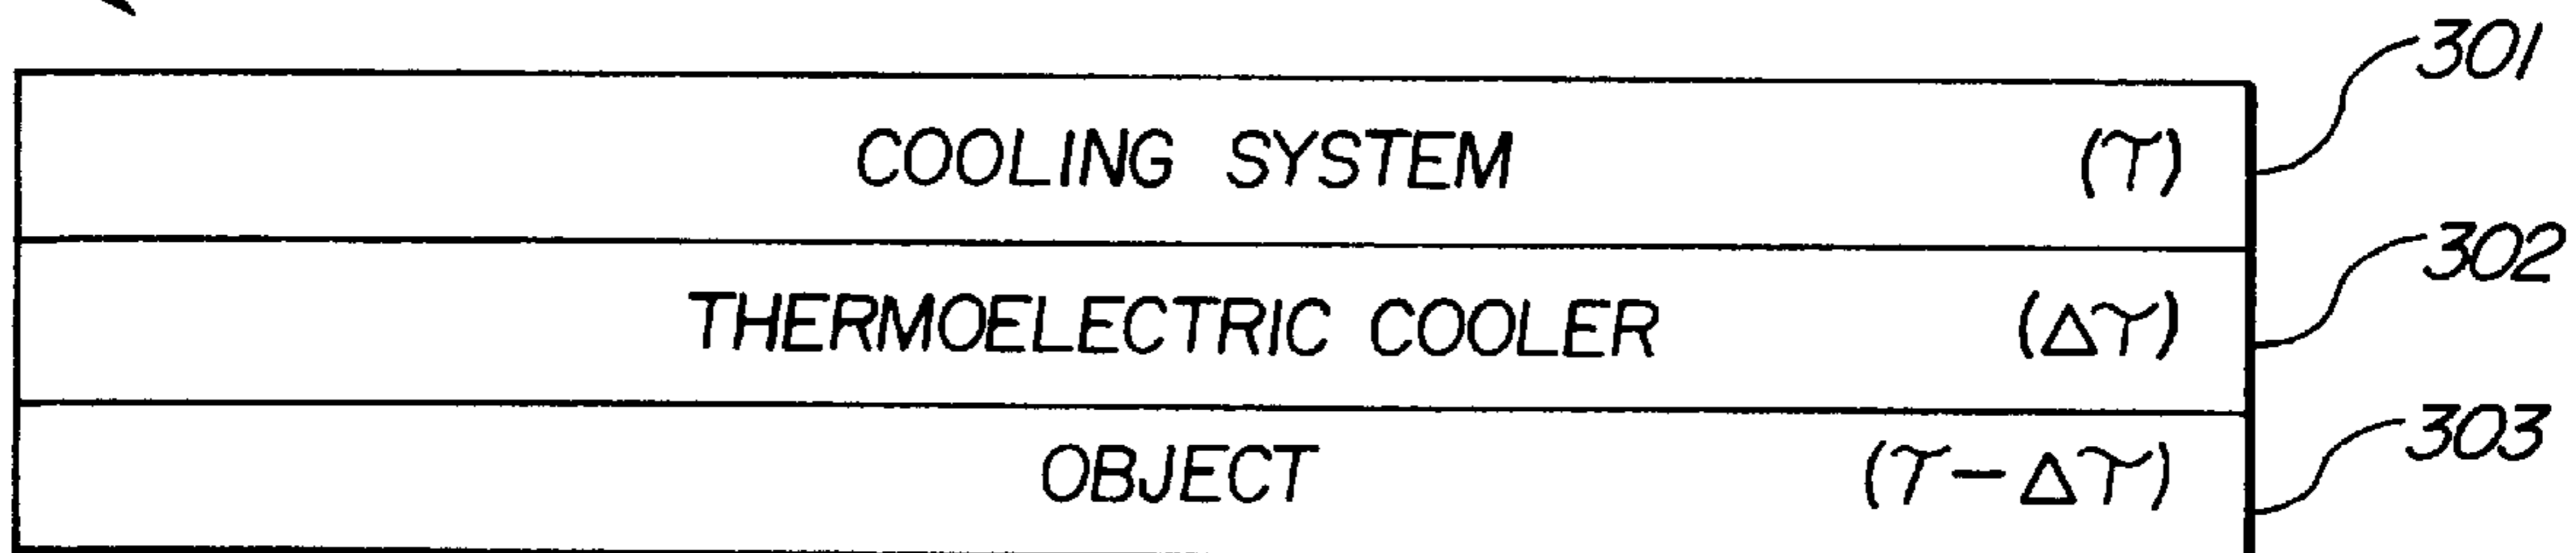 301
COOLING SYSTEM (T)
302
THERMOELECTRIC COOLER (ΔT)
303
OBJECT (T-ΔT)